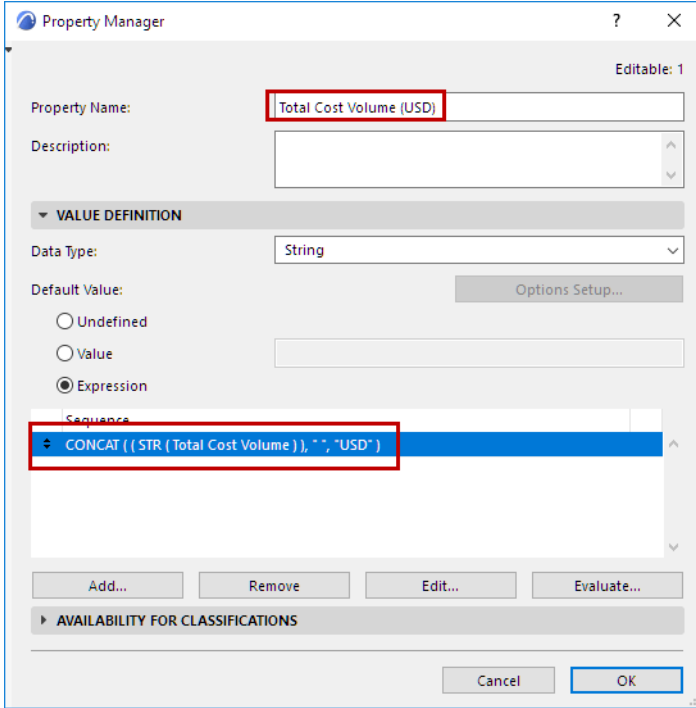 Property Manager
? X
Editable: 1
Property Name: Total Cost Volume (USD)
Description:
VALUE DEFINITION
Data Type: String
Default Value: Options Setup...
Undefined
Value
Expression
Sequence
CONCAT ( ( STR ( Total Cost Volume ) ), " ", "USD" )
Add... Remove Edit... Evaluate...
AVAILABILITY FOR CLASSIFICATIONS
Cancel OK